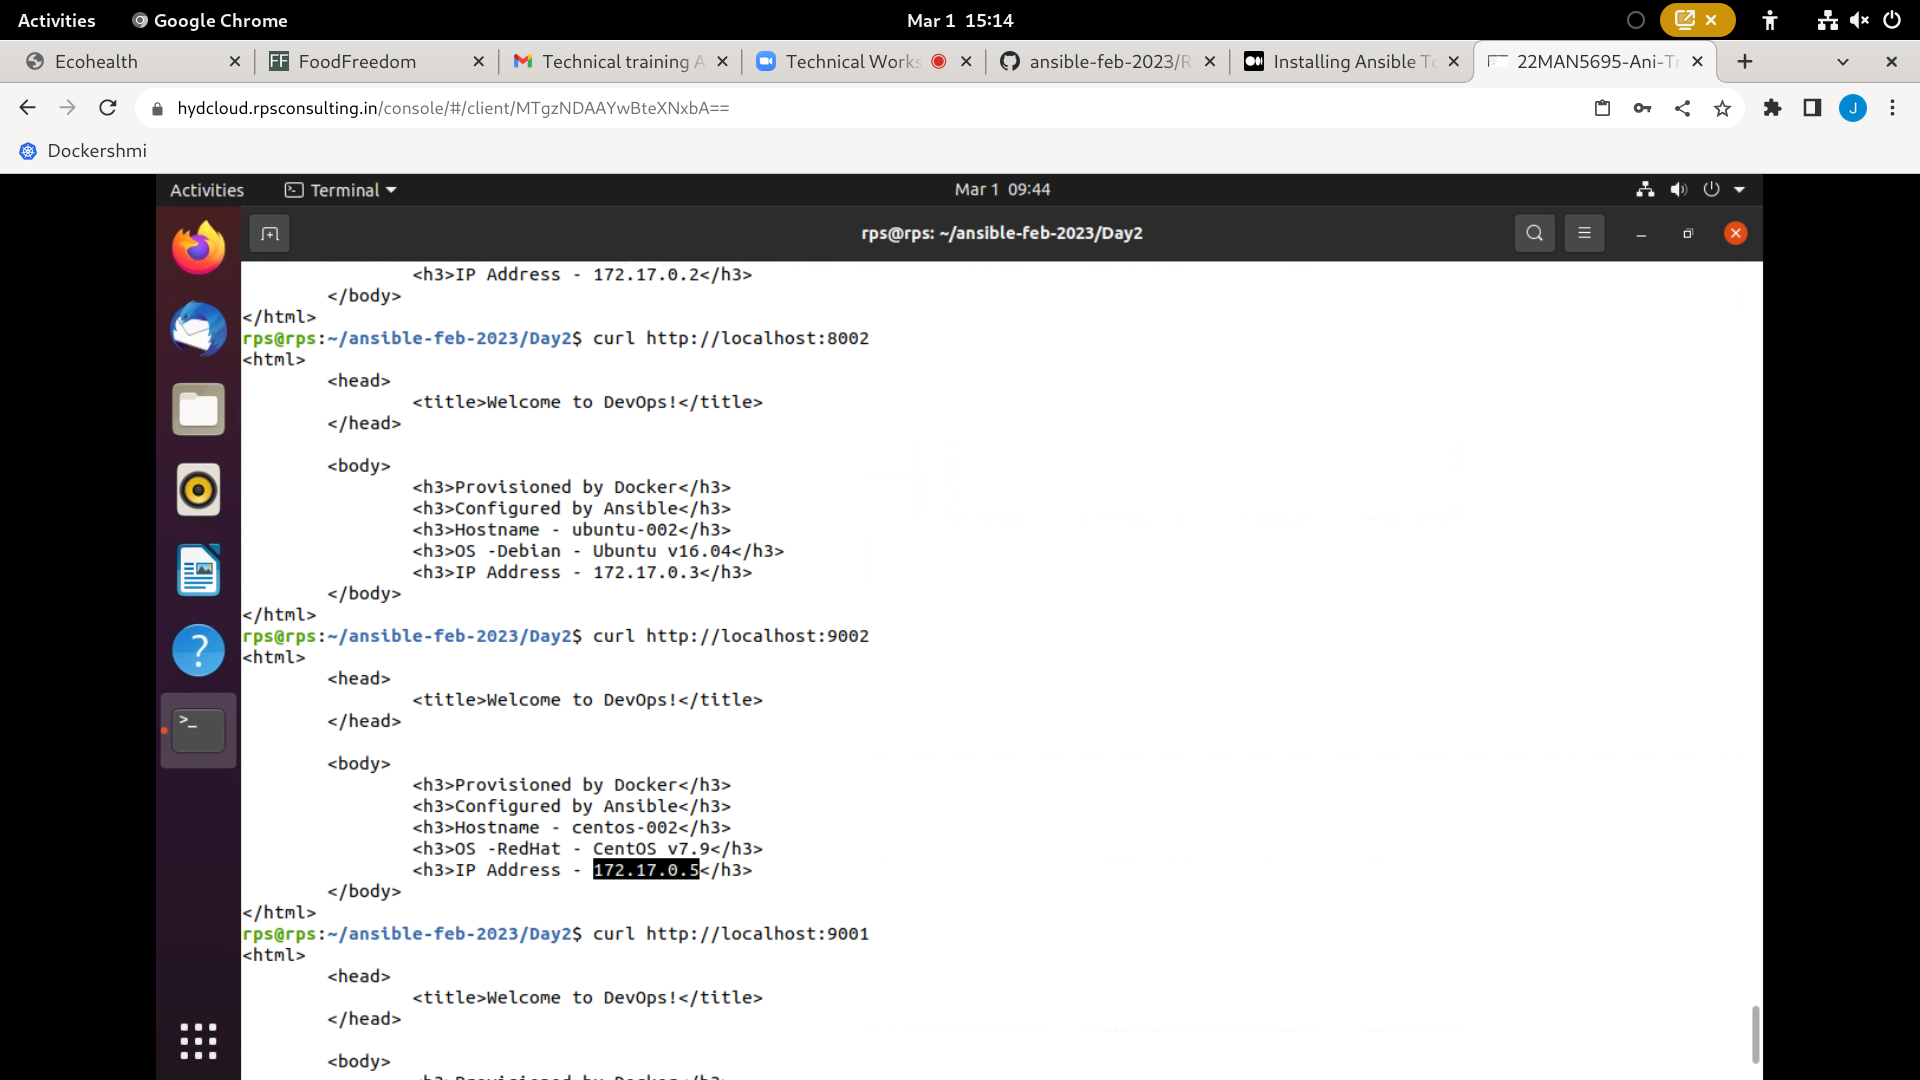 Activities Google Chrome Mar 1 15:14
Ecohealth FoodFreedom Technical training A Technical Works ansible-feb-2023/R Installing Ansible To 22MAN5695-Ani-Tr
hydcloud.rpsconsulting.in/console/#/client/MTgzNDAAYwBteXNxbA== J
Dockershmi
Activities Terminal Mar 1 09:44
rps@rps: ~/ansible-feb-2023/Day2
<h3>IP Address - 172.17.0.2</h3>
</body>
</html>
rps@rps:~/ansible-feb-2023/Day2$ curl http://localhost:8002
<html>
<head>
<title>Welcome to DevOps!</title>
</head>
<body>
<h3>Provisioned by Docker</h3>
<h3>Configured by Ansible</h3>
<h3>Hostname - ubuntu-002</h3>
<h3>OS -Debian - Ubuntu v16.04</h3>
<h3>IP Address - 172.17.0.3</h3>
</body>
</html>
rps@rps:~/ansible-feb-2023/Day2$ curl http://localhost:9002
<html>
<head>
<title>Welcome to DevOps!</title>
</head>
<body>
<h3>Provisioned by Docker</h3>
<h3>Configured by Ansible</h3>
<h3>Hostname - centos-002</h3>
<h3>OS -RedHat - CentOS v7.9</h3>
<h3>IP Address - 172.17.0.5</h3>
</body>
</html>
rps@rps:~/ansible-feb-2023/Day2$ curl http://localhost:9001
<html>
<head>
<title>Welcome to DevOps!</title>
</head>
<body>
<h3>Provisioned by Docker</h3>